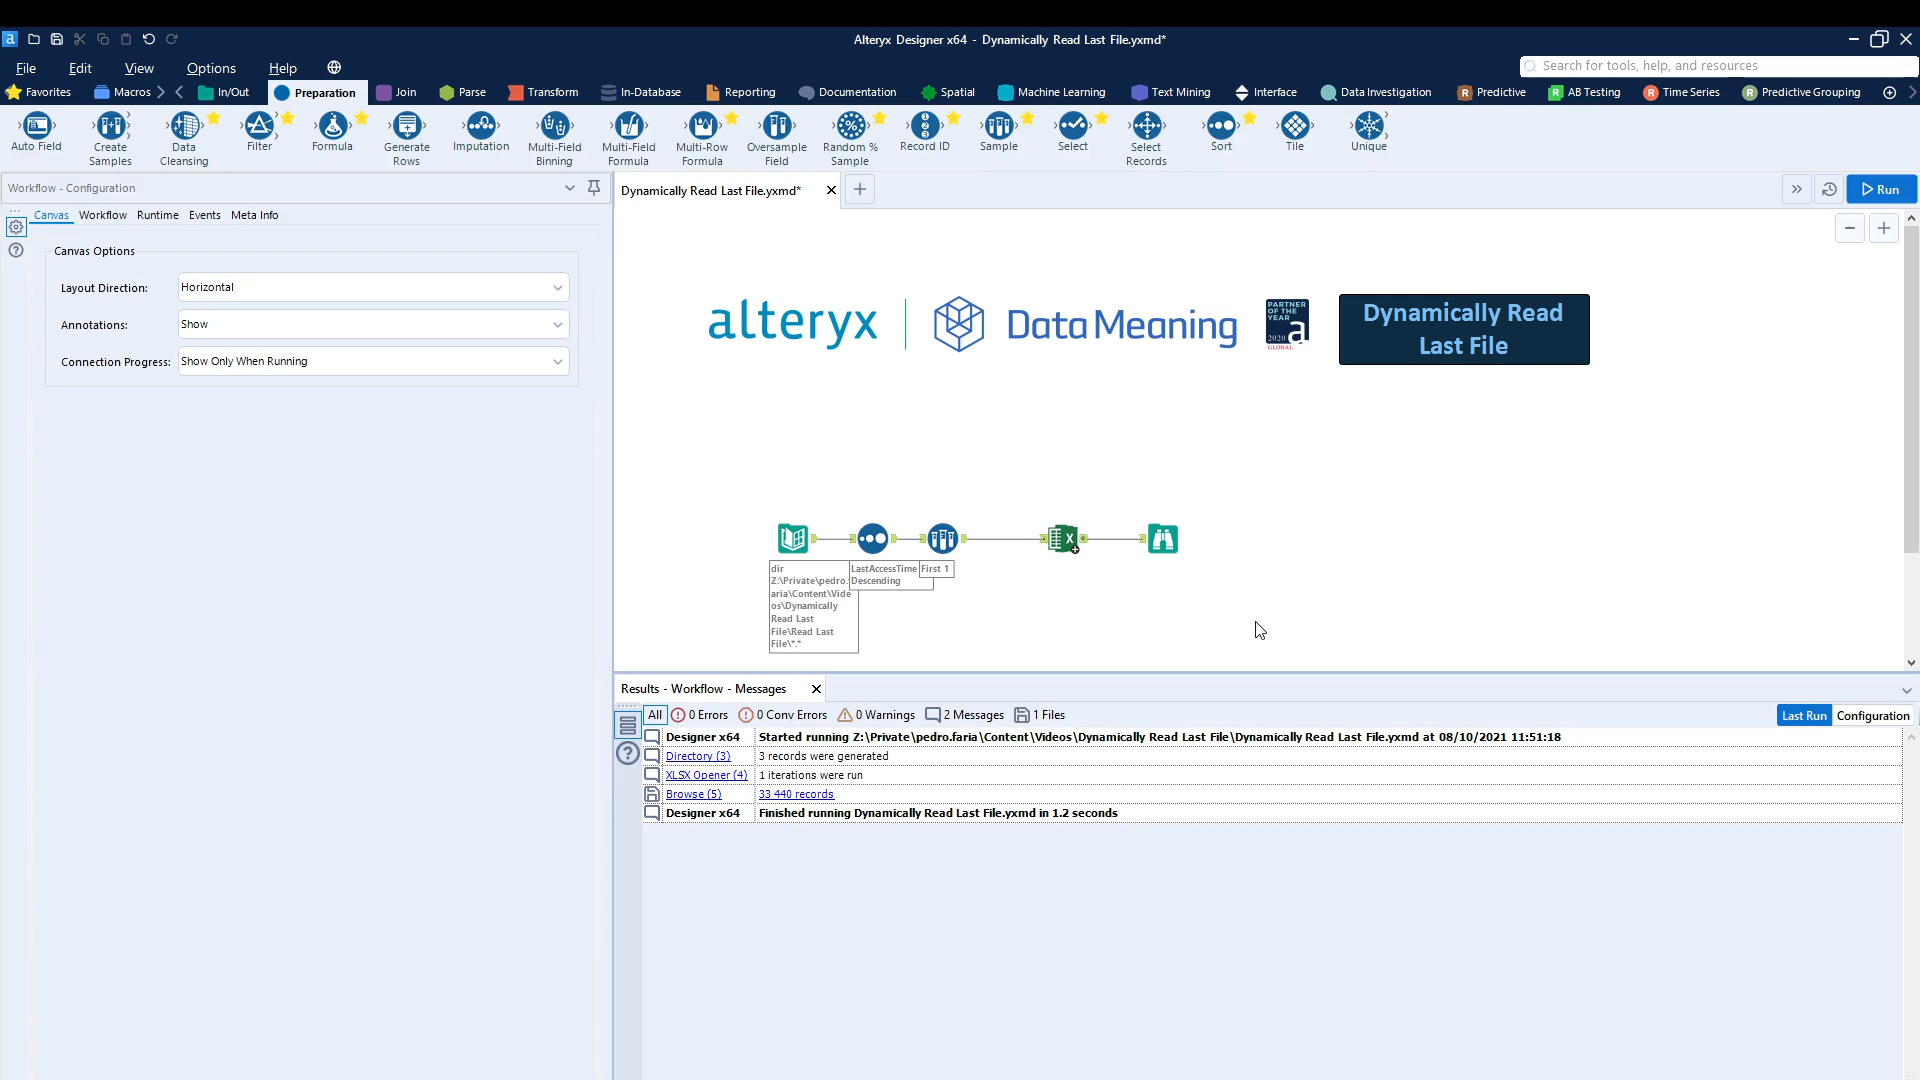 Alteryx Designer x64 - Dynamically Read Last File.yxmd*
File Edit View Options Help
Search for tools, help, and resources
Favorites Macros In/Out Preparation Join Parse Transform In-Database Reporting Documentation Spatial Machine Learning Text Mining Interface Data Investigation Predictive AB Testing Time Series Predictive Grouping
Auto Field
Create
Samples
Data
Cleansing
Filter
Formula
Generate
Rows
Imputation
Multi-Field
Binning
Multi-Field
Formula
Multi-Row
Formula
Oversample
Field
Random %
Sample
Record ID
Sample
Select
Select
Records
Sort
Tile
Unique
Workflow - Configuration
Canvas Workflow Runtime Events Meta Info
Canvas Options
Layout Direction: Horizontal
Annotations: Show
Connection Progress: Show Only When Running
Dynamically Read Last File.yxmd*
Run
alteryx
DataMeaning
PARTNER
OF THE
YEAR
2020
a
GLOBAL
Dynamically Read
Last File
dir
Z:\Private\pedro.f
aria\Content\Vide
os\Dynamically
Read Last
File\Read Last
File\*.*
LastAccessTime
Descending
First 1
Results - Workflow - Messages
All 0 Errors 0 Conv Errors 0 Warnings 2 Messages 1 Files
Last Run Configuration
Designer x64 Started running Z:\Private\pedro.faria\Content\Videos\Dynamically Read Last File\Dynamically Read Last File.yxmd at 08/10/2021 11:51:18
Directory (3) 3 records were generated
XLSX Opener (4) 1 iterations were run
Browse (5) 33 440 records
Designer x64 Finished running Dynamically Read Last File.yxmd in 1.2 seconds